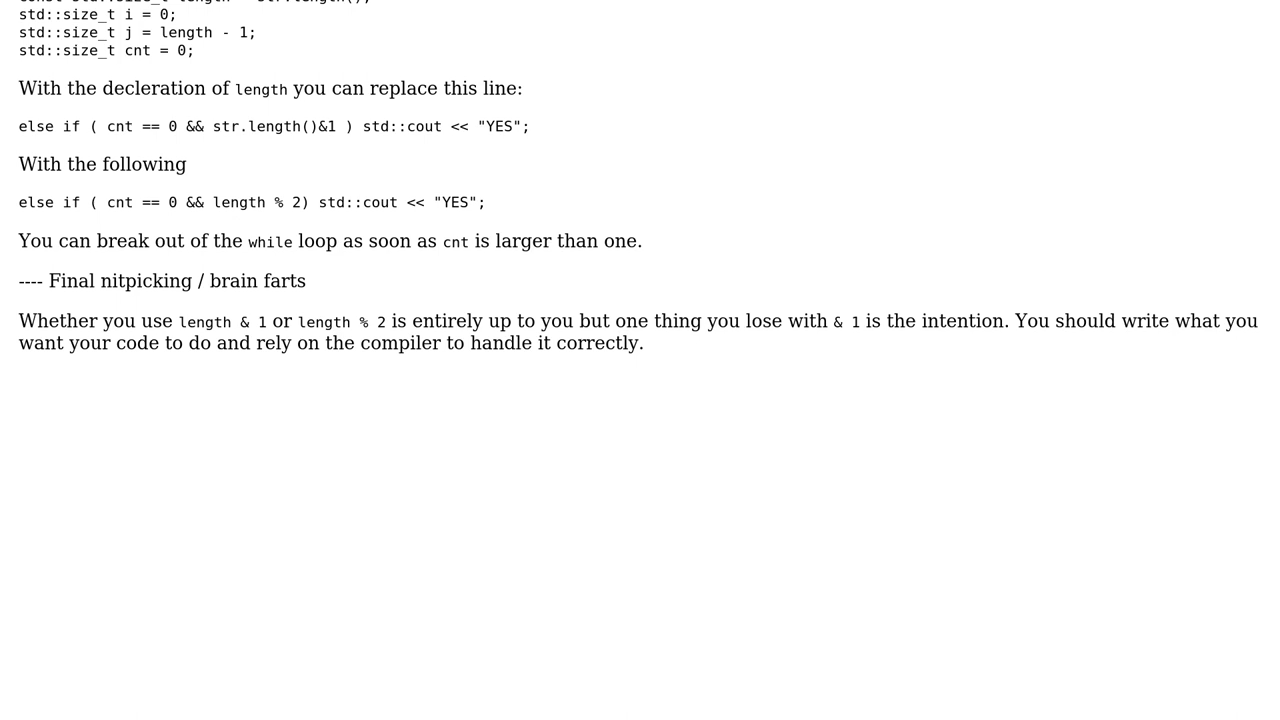 std::size_t i = 0;
std::size_t j = length - 1;
std::size_t cnt = 0;
With the decleration of length you can replace this line:
else if ( cnt == 0 && str.length()&1 ) std::cout << "YES";
With the following
else if ( cnt == 0 && length % 2) std::cout << "YES";
You can break out of the while loop as soon as cnt is larger than one.
---- Final nitpicking / brain farts
Whether you use length & 1 or length % 2 is entirely up to you but one thing you lose with & 1 is the intention. You should write what you
want your code to do and rely on the compiler to handle it correctly.